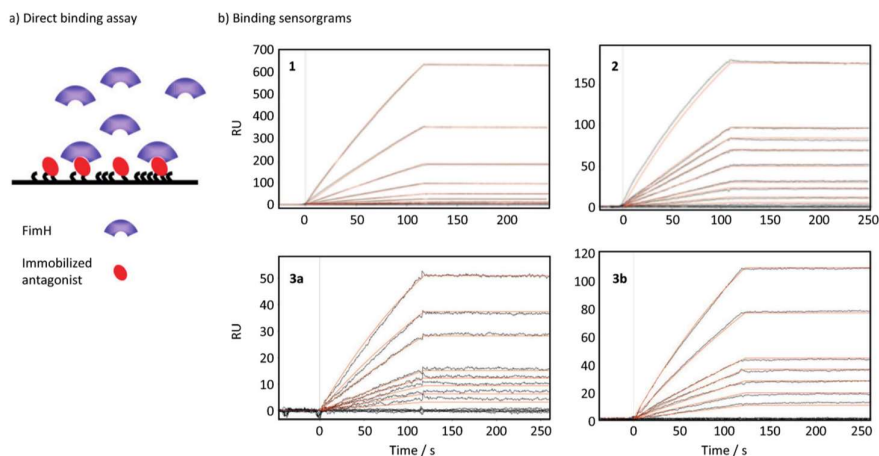 a) Direct binding assay
FimH
Immobilized
antagonist
b) Binding sensorgrams
1
700
600
500
400
300
200
100
0
RU
0 50 100 150 200
2
150
100
50
0
0 50 100 150 200 250
3a
50
40
30
20
10
0
RU
0 50 100 150 200 250
Time / s
3b
120
100
80
60
40
20
0
0 50 100 150 200 250
Time / s